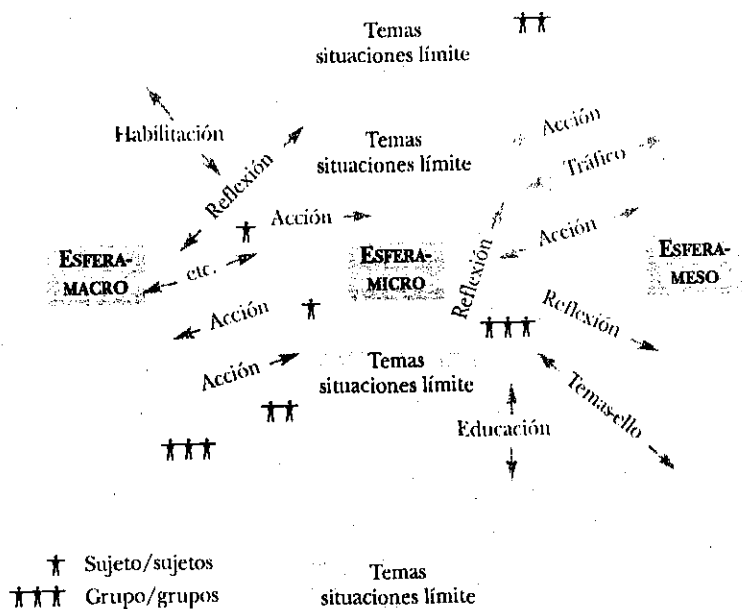 Temas
situaciones límite
Habilitación
Reflexión
Temas
situaciones límite
Acción
Tráfico
Acción
Acción
ESFERA-
MACRO
etc.
ESFERA-
MICRO
Reflexión
ESFERA-
MESO
Acción
Reflexión
Acción
Temas
situaciones límite
Temas-ello
Educación
Sujeto/sujetos
Grupo/grupos
Temas
situaciones límite